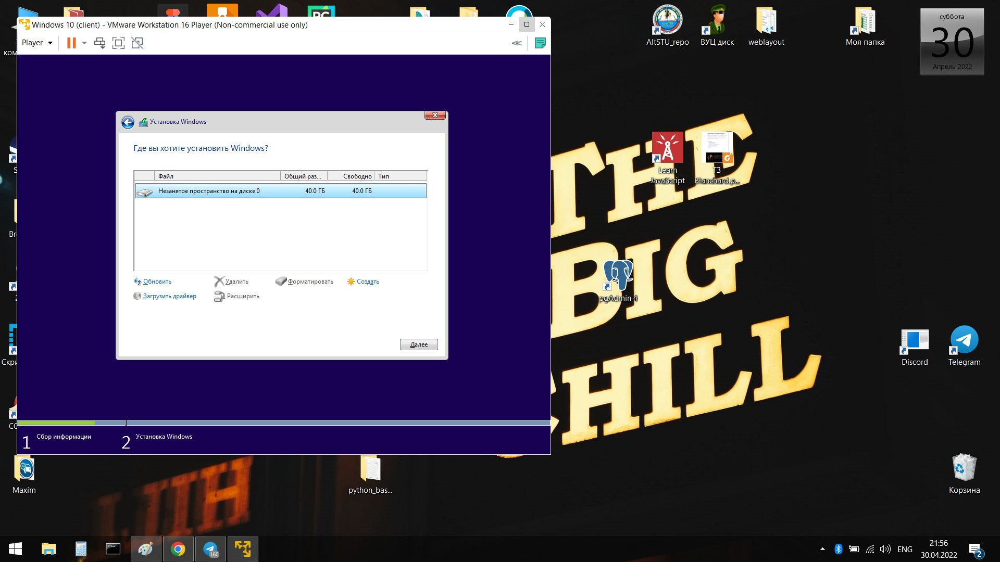 Windows 10 (client) - VMware Workstation 16 Player (Non-commercial use only)
Player
Установка Windows
Где вы хотите установить Windows?
Файл
Общий раз...
Свободно
Тип
Незанятое пространство на диске 0
40.0 ГБ
40.0 ГБ
Обновить
Удалить
Форматировать
Создать
Загрузить драйвер
Расширить
Далее
1
Сбор информации
2
Установка Windows
PC
AltSTU_repo
ВУЦ диск
weblayout
Моя папка
суббота
30
Апрель 2022
Learn
JavaScript
ТЗ
Blanchard.p...
THE
BIG
CHILL
pgAdmin 4
Discord
Telegram
Maxim
python_bas...
Корзина
160
ENG
21:56
30.04.2022
2